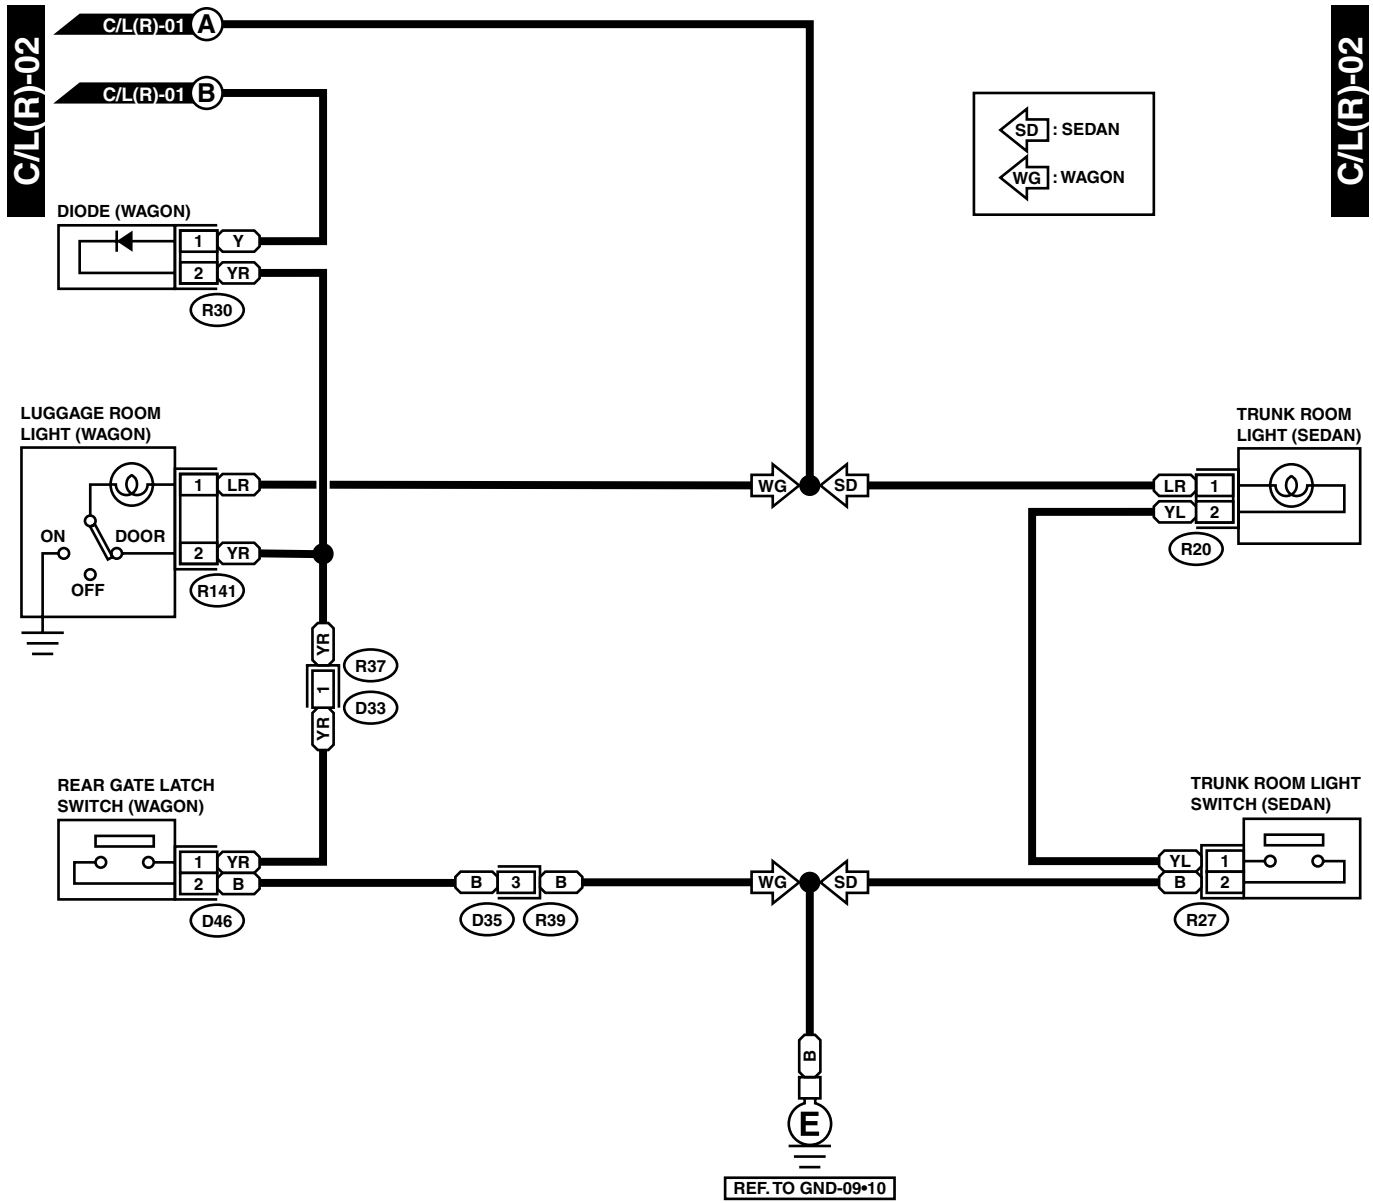 C/L(R)-02
C/L(R)-01 A
C/L(R)-01 B
C/L(R)-02
SD : SEDAN
WG : WAGON
DIODE (WAGON)
1 Y
2 YR
R30
LUGGAGE ROOM
LIGHT (WAGON)
ON
DOOR
OFF
1 LR
2 YR
R141
WG
SD
TRUNK ROOM
LIGHT (SEDAN)
LR 1
YL 2
R20
YR
R37
1
D33
YR
REAR GATE LATCH
SWITCH (WAGON)
1 YR
2 B
D46
B 3 B
D35 R39
WG
SD
TRUNK ROOM LIGHT
SWITCH (SEDAN)
YL 1
B 2
R27
B
E
REF. TO GND-09•10